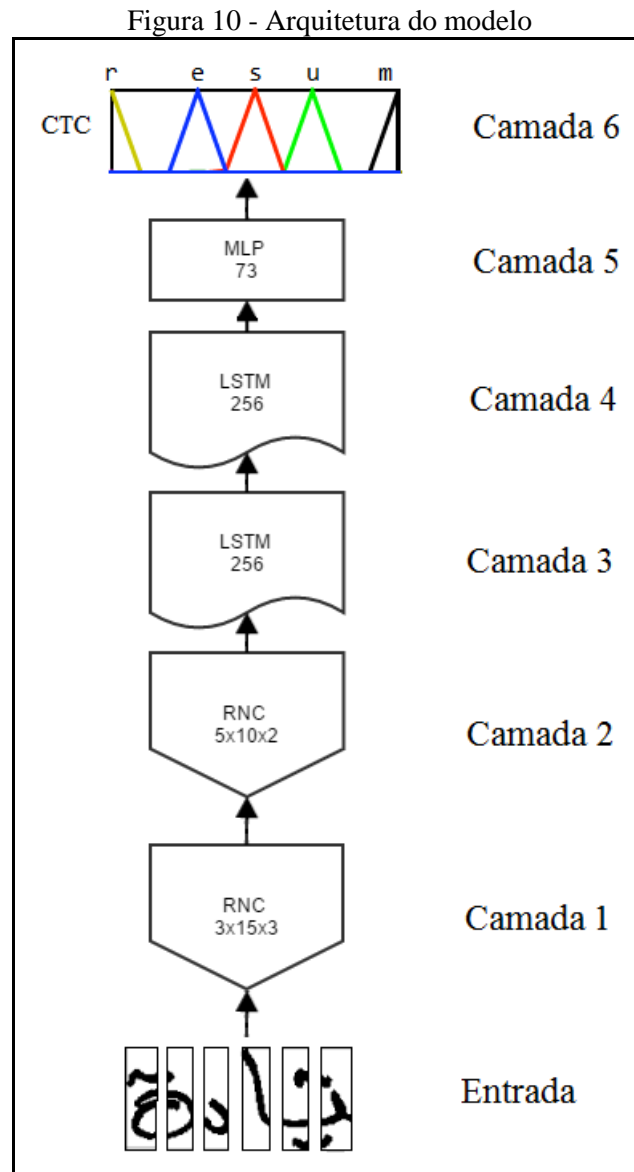 Figura 10 - Arquitetura do modelo
r e s u m
CTC
Camada 6
MLP
73
Camada 5
LSTM
256
Camada 4
LSTM
256
Camada 3
RNC
5x10x2
Camada 2
RNC
3x15x3
Camada 1
Entrada